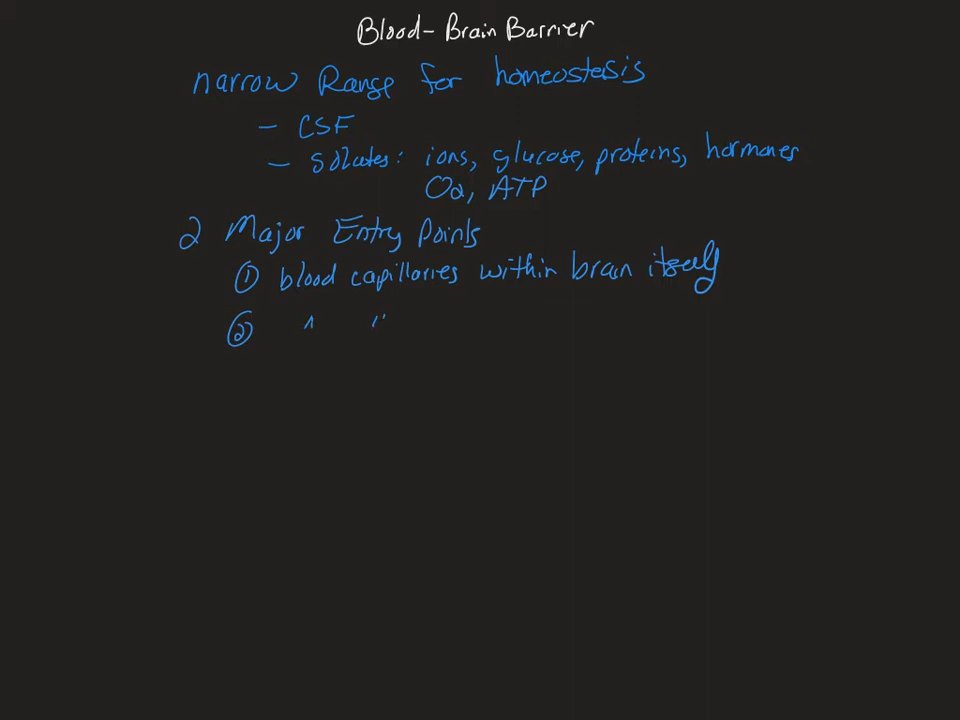 Blood-Brain Barrier
narrow Range for homeostasis
- CSF
- solutes: ions, glucose, proteins, hormones
O2, ATP
2 Major Entry Points
① blood capillaries within brain itself
② " "